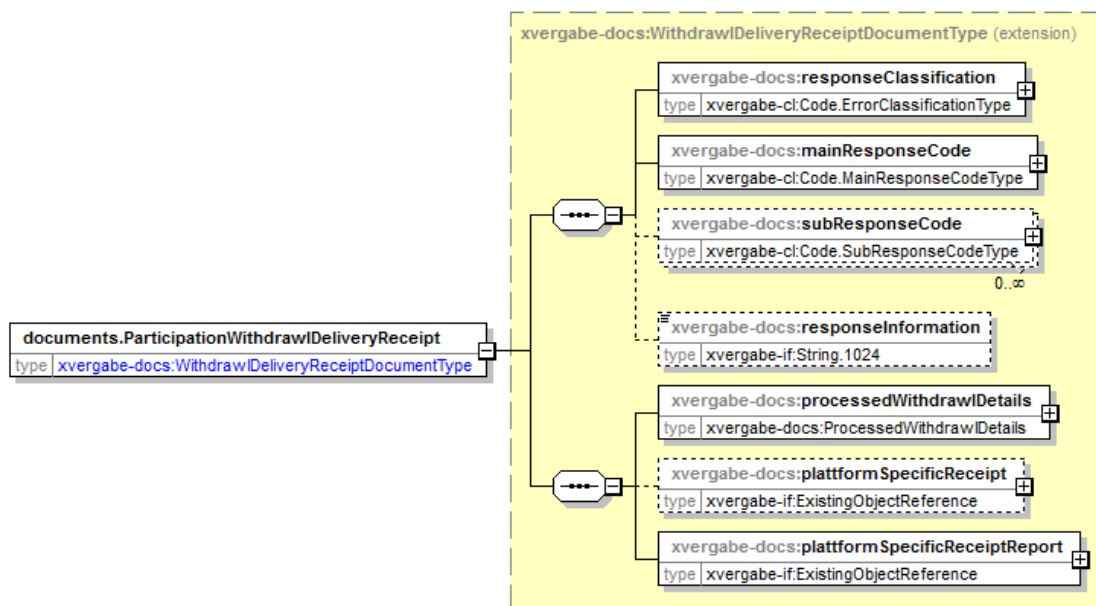 xvergabe-docs:WithdrawlDeliveryReceiptDocumentType (extension)
xvergabe-docs:responseClassification
type xvergabe-cl:Code.ErrorClassificationType
xvergabe-docs:mainResponseCode
type xvergabe-cl:Code.MainResponseCodeType
xvergabe-docs:subResponseCode
type xvergabe-cl:Code.SubResponseCodeType
0..∞
xvergabe-docs:responseInformation
type xvergabe-if:String.1024
documents.ParticipationWithdrawlDeliveryReceipt
type xvergabe-docs:WithdrawlDeliveryReceiptDocumentType
xvergabe-docs:processedWithdrawlDetails
type xvergabe-docs:ProcessedWithdrawlDetails
xvergabe-docs:plattformSpecificReceipt
type xvergabe-if:ExistingObjectReference
xvergabe-docs:plattformSpecificReceiptReport
type xvergabe-if:ExistingObjectReference